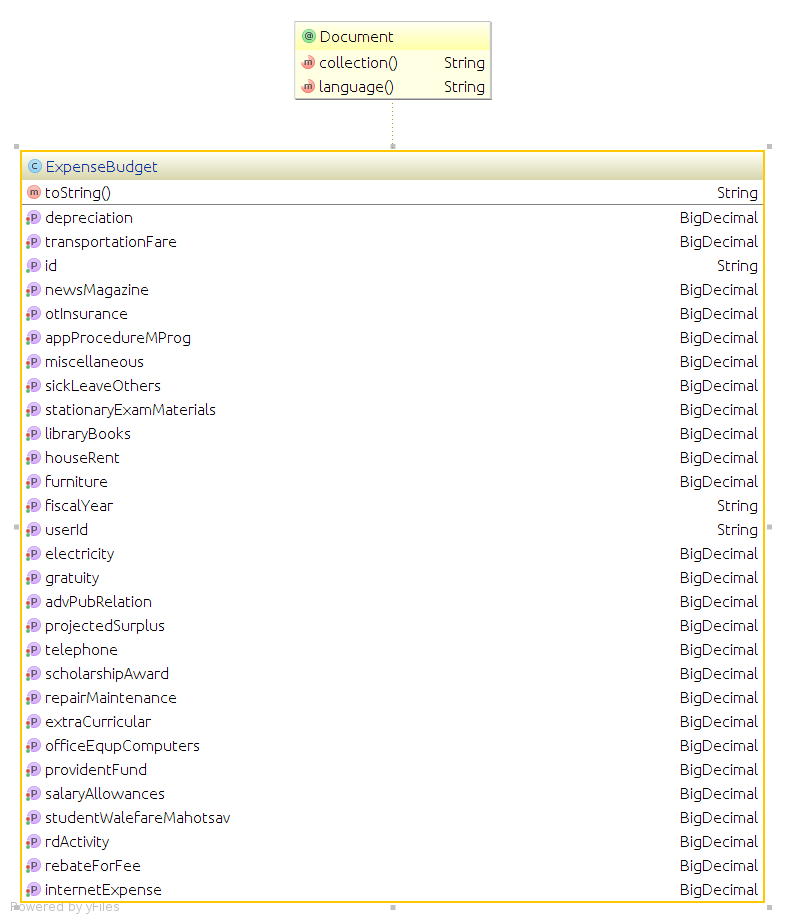 Document
collection() String
language() String
ExpenseBudget
toString() String
depreciation BigDecimal
transportationFare BigDecimal
id String
newsMagazine BigDecimal
otInsurance BigDecimal
appProcedureMProg BigDecimal
miscellaneous BigDecimal
sickLeaveOthers BigDecimal
stationaryExamMaterials BigDecimal
libraryBooks BigDecimal
houseRent BigDecimal
furniture BigDecimal
fiscalYear String
userId String
electricity BigDecimal
gratuity BigDecimal
advPubRelation BigDecimal
projectedSurplus BigDecimal
telephone BigDecimal
scholarshipAward BigDecimal
repairMaintenance BigDecimal
extraCurricular BigDecimal
officeEqupComputers BigDecimal
providentFund BigDecimal
salaryAllowances BigDecimal
studentWalefareMahotsav BigDecimal
rdActivity BigDecimal
rebateForFee BigDecimal
internetExpense BigDecimal
Powered by yFiles